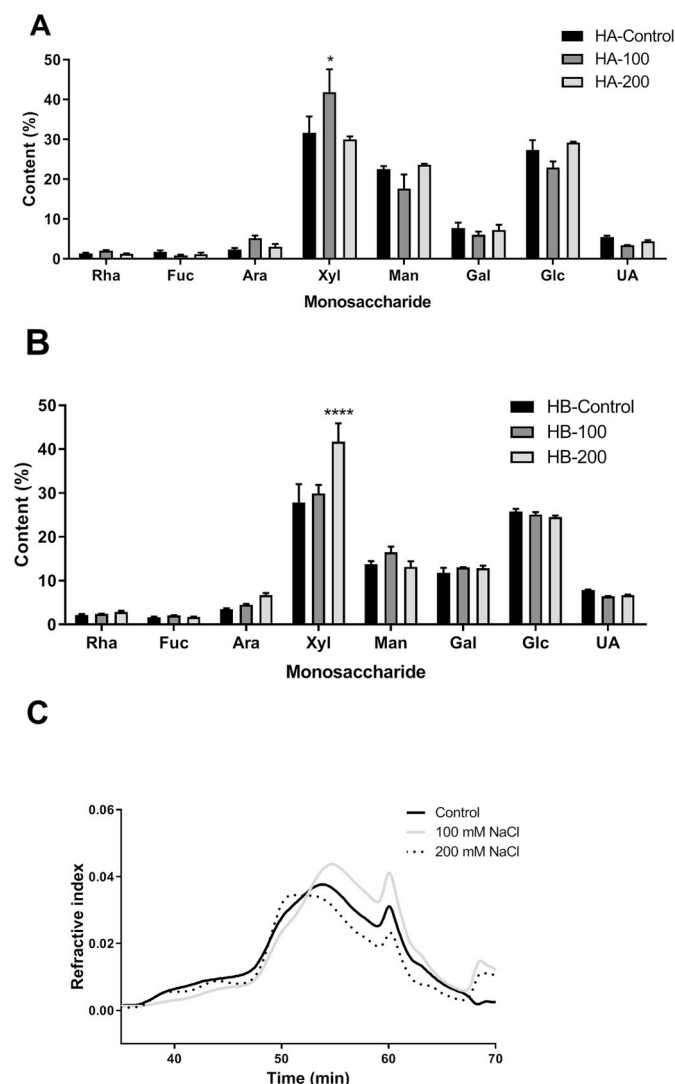 A
HA-Control
HA-100
HA-200
Content (%)
50
40
30
20
10
0
*
Rha Fuc Ara Xyl Man Gal Glc UA
Monosaccharide
B
HB-Control
HB-100
HB-200
Content (%)
50
40
30
20
10
0
****
Rha Fuc Ara Xyl Man Gal Glc UA
Monosaccharide
C
Control
100 mM NaCl
200 mM NaCl
Refractive index
0.06
0.04
0.02
0.00
40 50 60 70
Time (min)